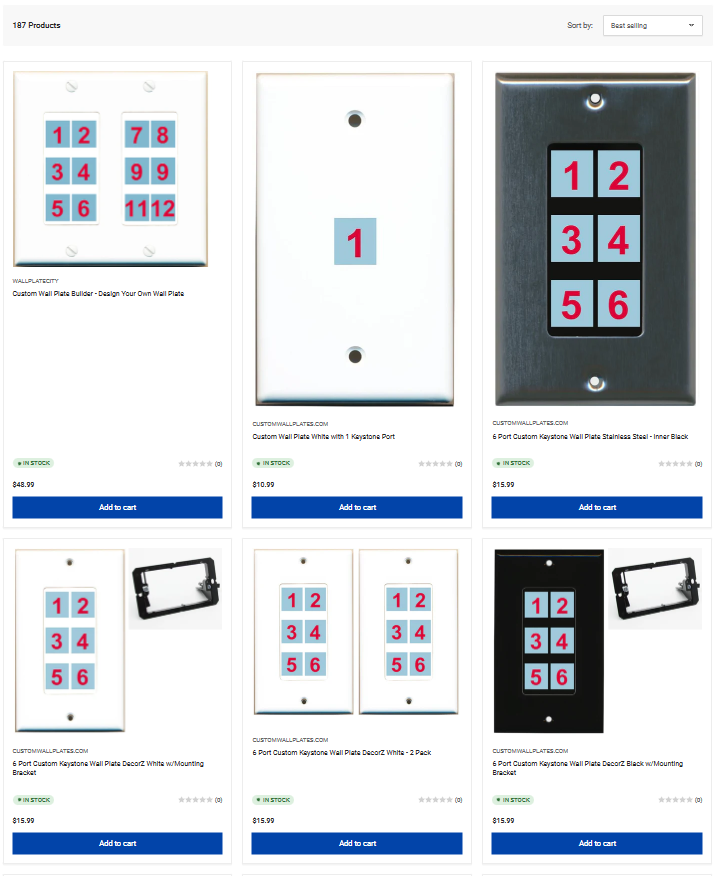 187 Products
Sort by:
Best selling
1 2 7 8
3 4 9 9
5 6 11 12
WALLPLATECITY
Custom Wall Plate Builder - Design Your Own Wall Plate
IN STOCK
(0)
$48.99
Add to cart
1
CUSTOMWALLPLATES.COM
Custom Wall Plate White with 1 Keystone Port
IN STOCK
(0)
$10.99
Add to cart
1 2
3 4
5 6
CUSTOMWALLPLATES.COM
6 Port Custom Keystone Wall Plate Stainless Steel - Inner Black
IN STOCK
(0)
$15.99
Add to cart
1 2
3 4
5 6
CUSTOMWALLPLATES.COM
6 Port Custom Keystone Wall Plate DecorZ White w/Mounting
Bracket
IN STOCK
(0)
$15.99
Add to cart
1 2 1 2
3 4 3 4
5 6 5 6
CUSTOMWALLPLATES.COM
6 Port Custom Keystone Wall Plate DecorZ White - 2 Pack
IN STOCK
(0)
$15.99
Add to cart
1 2
3 4
5 6
CUSTOMWALLPLATES.COM
6 Port Custom Keystone Wall Plate DecorZ Black w/Mounting
Bracket
IN STOCK
(0)
$15.99
Add to cart